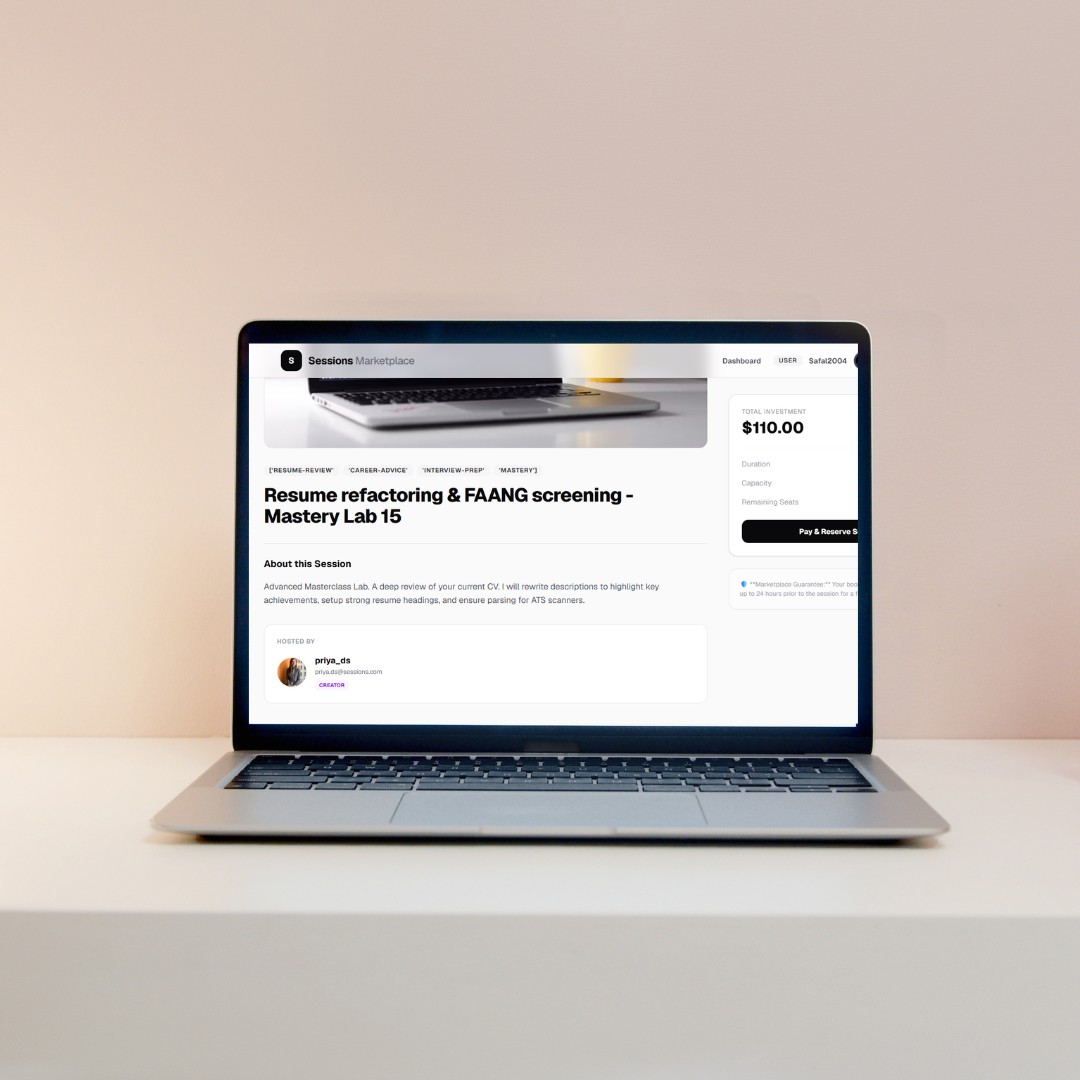 S
Sessions Marketplace
Dashboard
USER
Safal2004
['RESUME-REVIEW'
'CAREER-ADVICE'
'INTERVIEW-PREP'
'MASTERY']
Resume refactoring & FAANG screening -
Mastery Lab 15
About this Session
Advanced Masterclass Lab. A deep review of your current CV. I will rewrite descriptions to highlight key
achievements, setup strong resume headings, and ensure parsing for ATS scanners.
HOSTED BY
priya_ds
priya.ds@sessions.com
CREATOR
TOTAL INVESTMENT
$110.00
Duration
Capacity
Remaining Seats
Pay & Reserve S
**Marketplace Guarantee:** Your boo
up to 24 hours prior to the session for a f